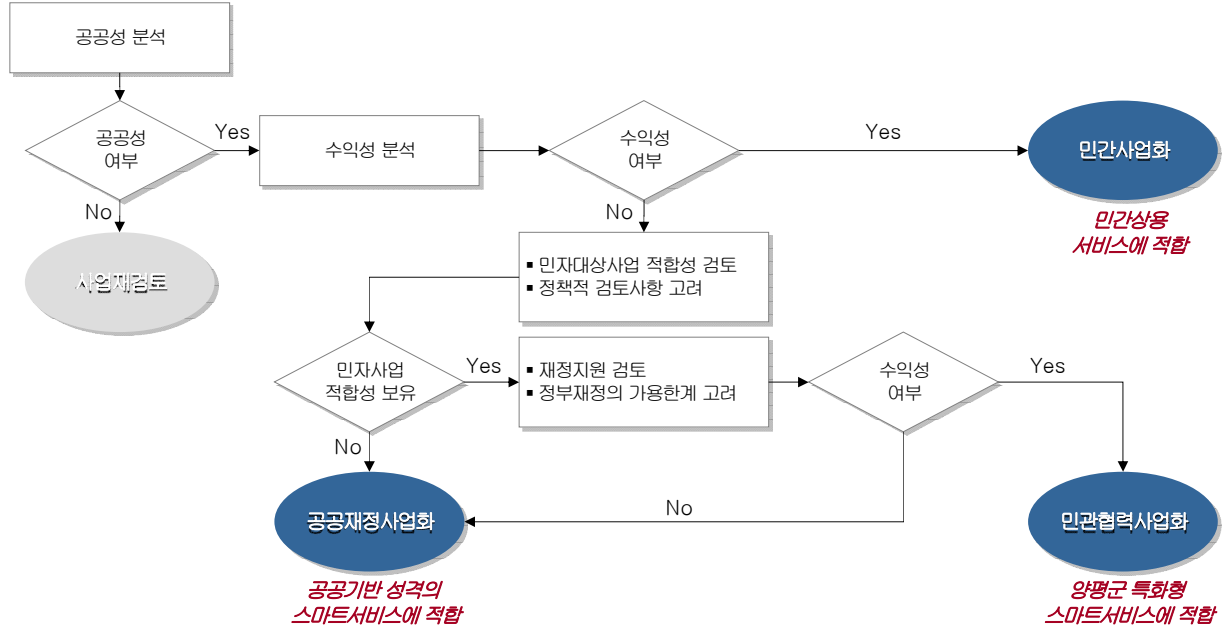 공공성 분석
공공성
여부
Yes
수익성 분석
수익성
여부
Yes
민간사업화
민간상용
서비스에 적합
No
사업재검토
No
▪ 민자대상사업 적합성 검토
▪ 정책적 검토사항 고려
민자사업
적합성 보유
Yes
▪ 재정지원 검토
▪ 정부재정의 가용한계 고려
수익성
여부
Yes
No
공공재정사업화
No
민관협력사업화
공공기반 성격의
스마트서비스에 적합
양평군 특화형
스마트서비스에 적합